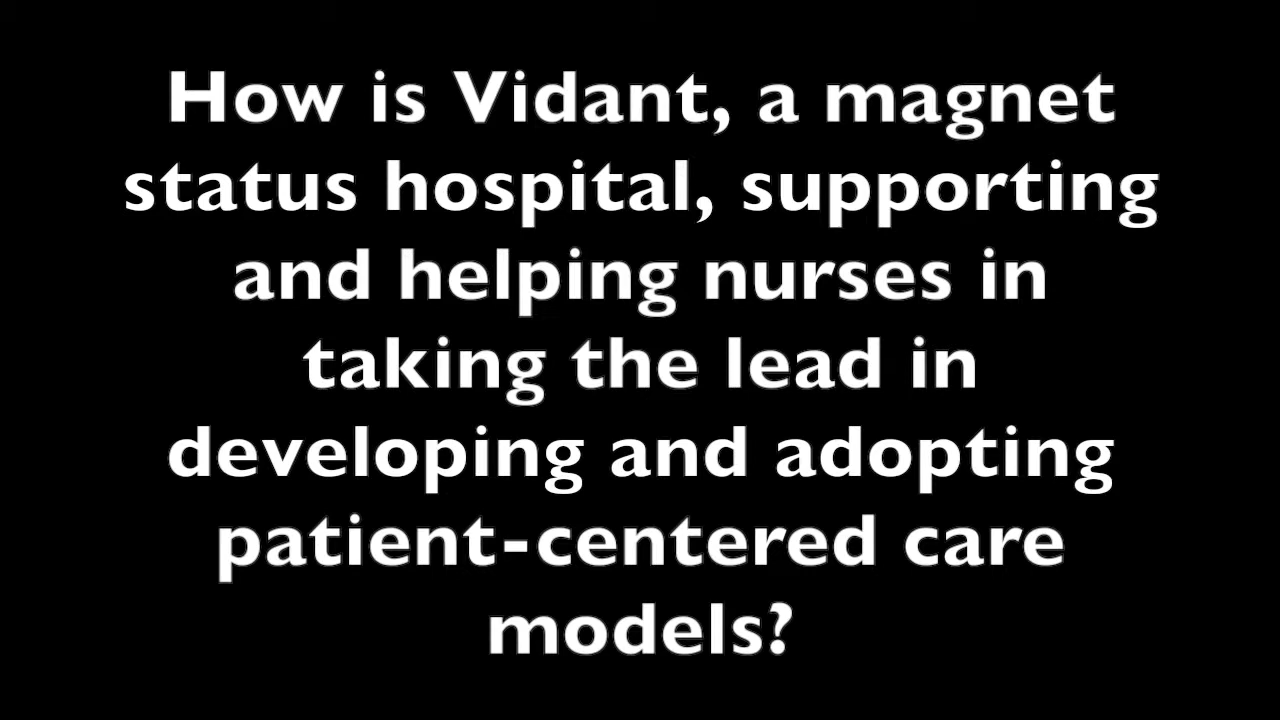 How is Vidant, a magnet
status hospital, supporting
and helping nurses in
taking the lead in
developing and adopting
patient-centered care
models?